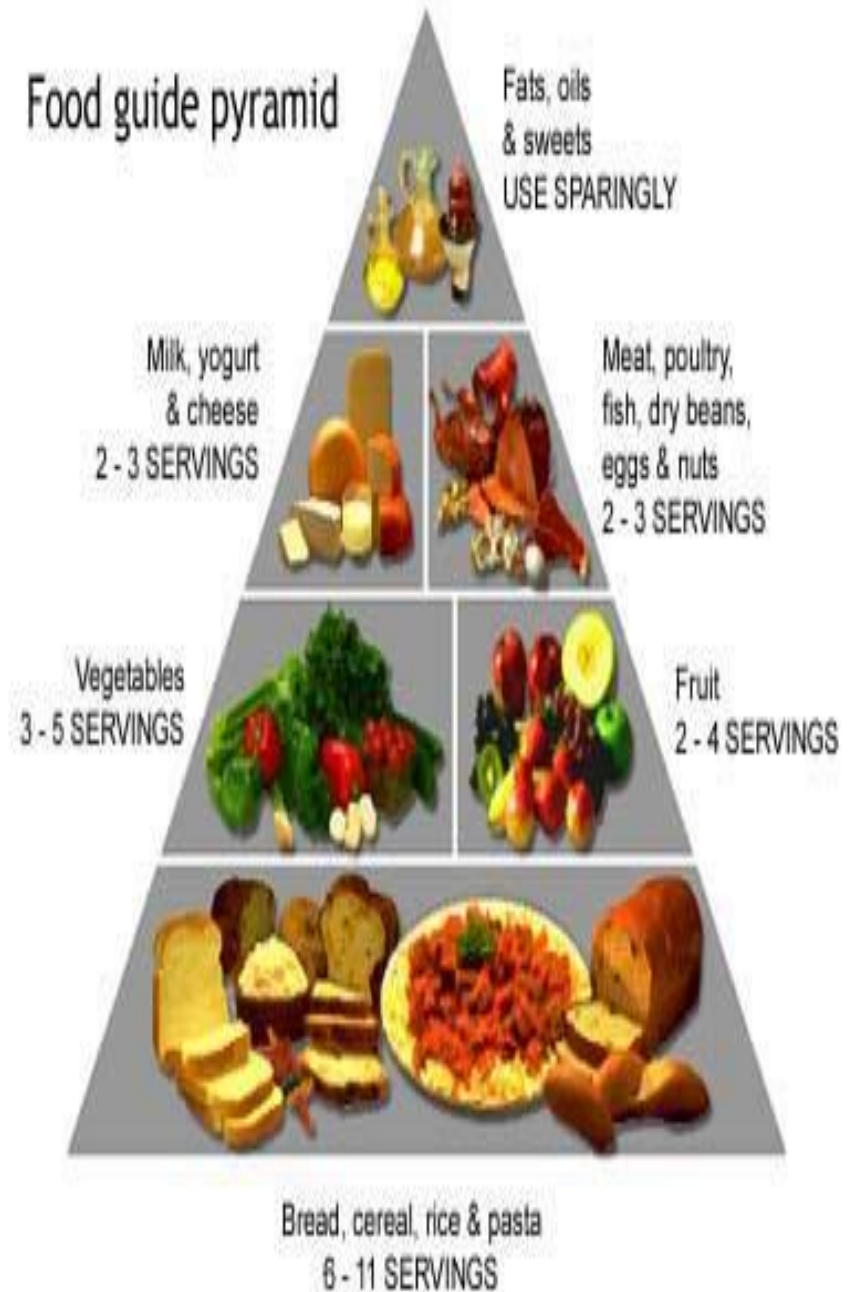 Food guide pyramid
Fats, oils
& sweets
USE SPARINGLY
Milk, yogurt
& cheese
2 - 3 SERVINGS
Meat, poultry,
fish, dry beans,
eggs & nuts
2 - 3 SERVINGS
Vegetables
3 - 5 SERVINGS
Fruit
2 - 4 SERVINGS
Bread, cereal, rice & pasta
6 - 11 SERVINGS